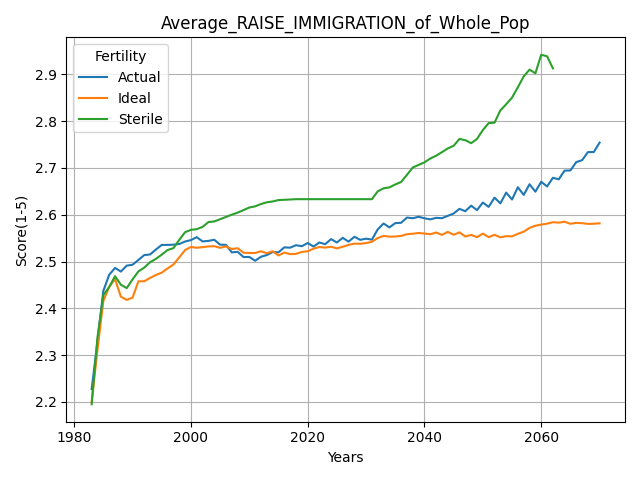 Average_RAISE_IMMIGRATION_of_Whole_Pop
Fertility
Actual
Ideal
Sterile
2.9
2.8
2.7
2.6
2.5
2.4
2.3
2.2
Score(1-5)
1980
2000
2020
2040
2060
Years